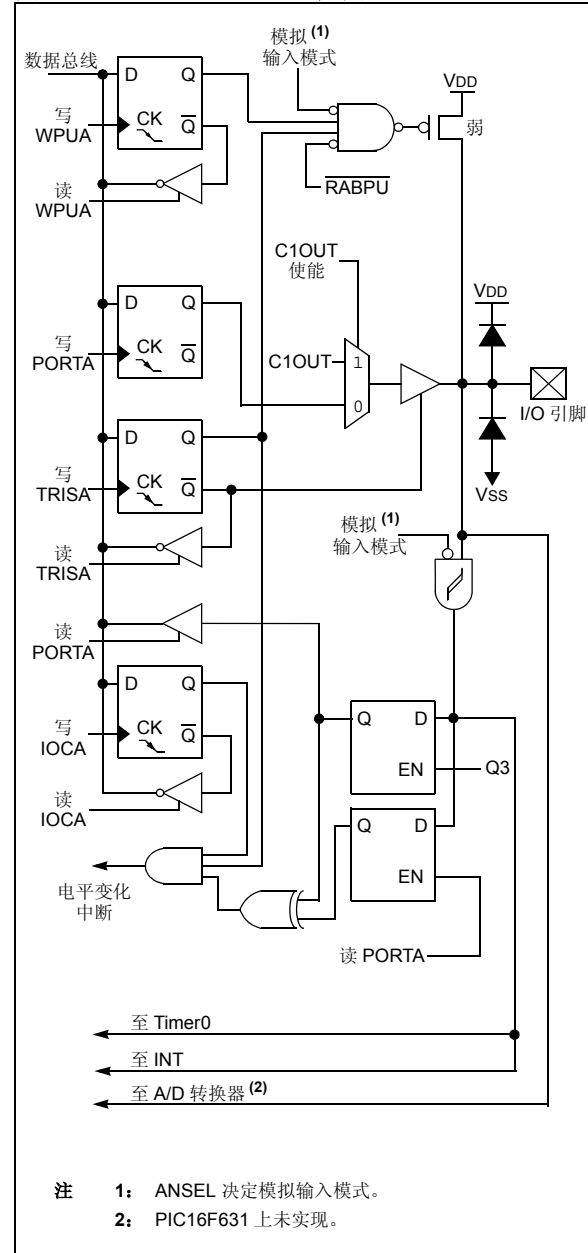 模拟 (1)
输入模式
数据总线
D Q
VDD
写
WPUA
CK Q
弱
读
WPUA
RABPU
C1OUT
使能
VDD
D Q
写
PORTA
CK Q
C1OUT
1
0
I/O 引脚
D Q
写
TRISA
CK Q
VSS
读
TRISA
模拟 (1)
输入模式
读
PORTA
D Q
写
IOCA
CK Q
Q D
EN
Q3
读
IOCA
Q D
EN
电平变化
中断
读 PORTA
至 Timer0
至 INT
至 A/D 转换器 (2)
注 1： ANSEL 决定模拟输入模式。
2： PIC16F631 上未实现。